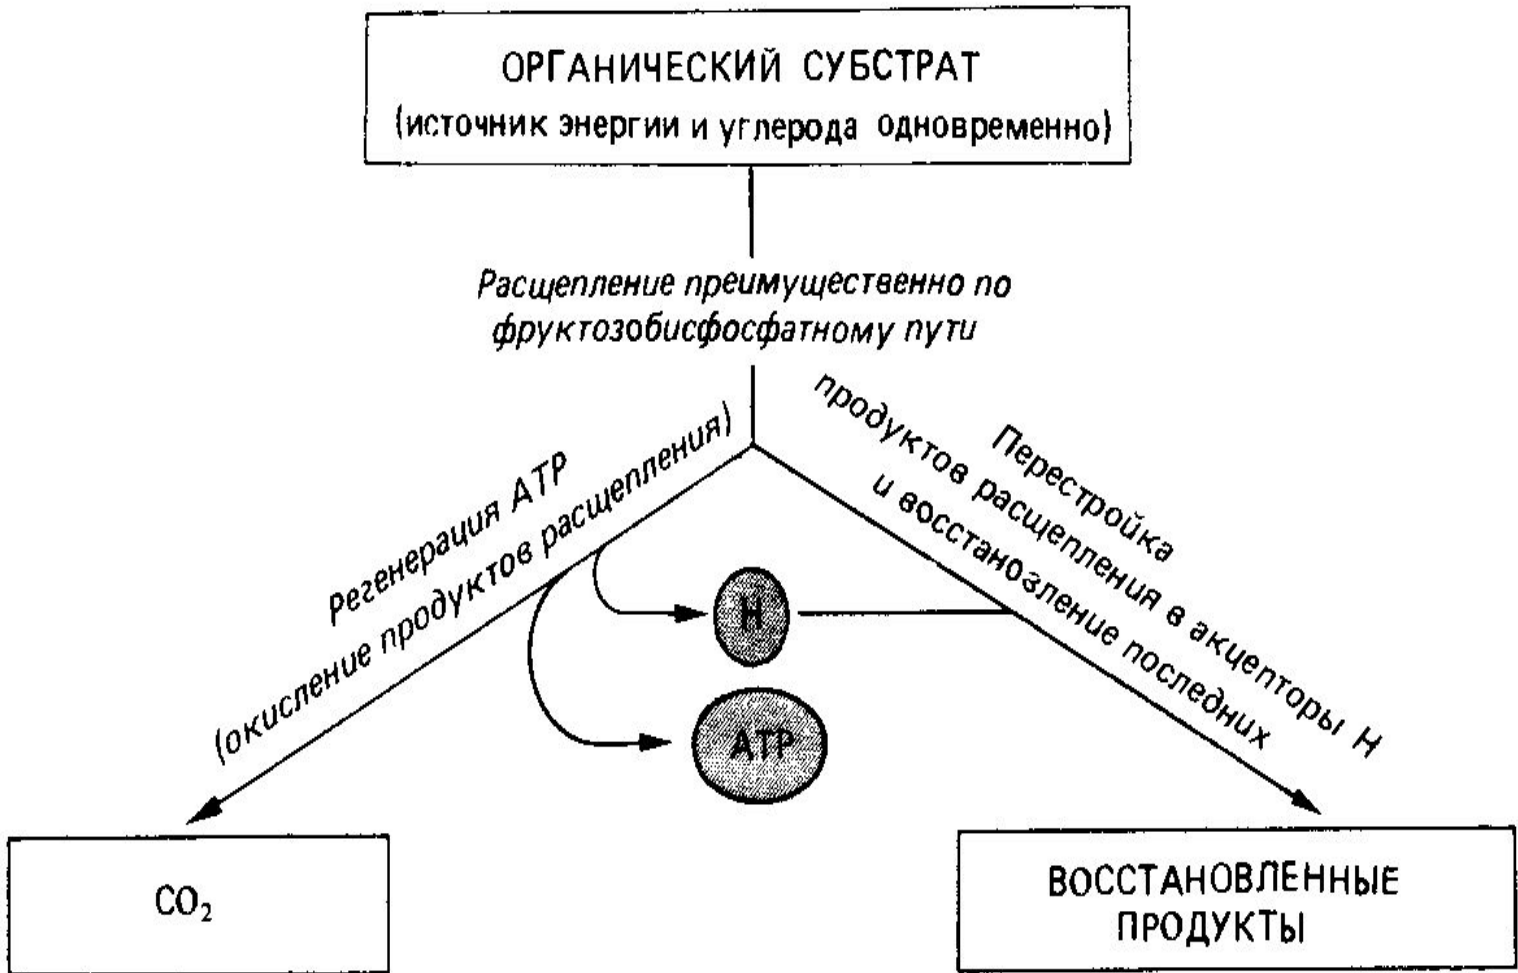 ОРГАНИЧЕСКИЙ СУБСТРАТ
(источник энергии и углерода одновременно)
Расщепление преимущественно по
фруктозобисфосфатному пути
Регенерация АТР
(окисление продуктов расщепления)
Перестройка
продуктов расщепления в акцепторы Н
и восстанозление последних
Н
АТР
CO₂
ВОССТАНОВЛЕННЫЕ
ПРОДУКТЫ